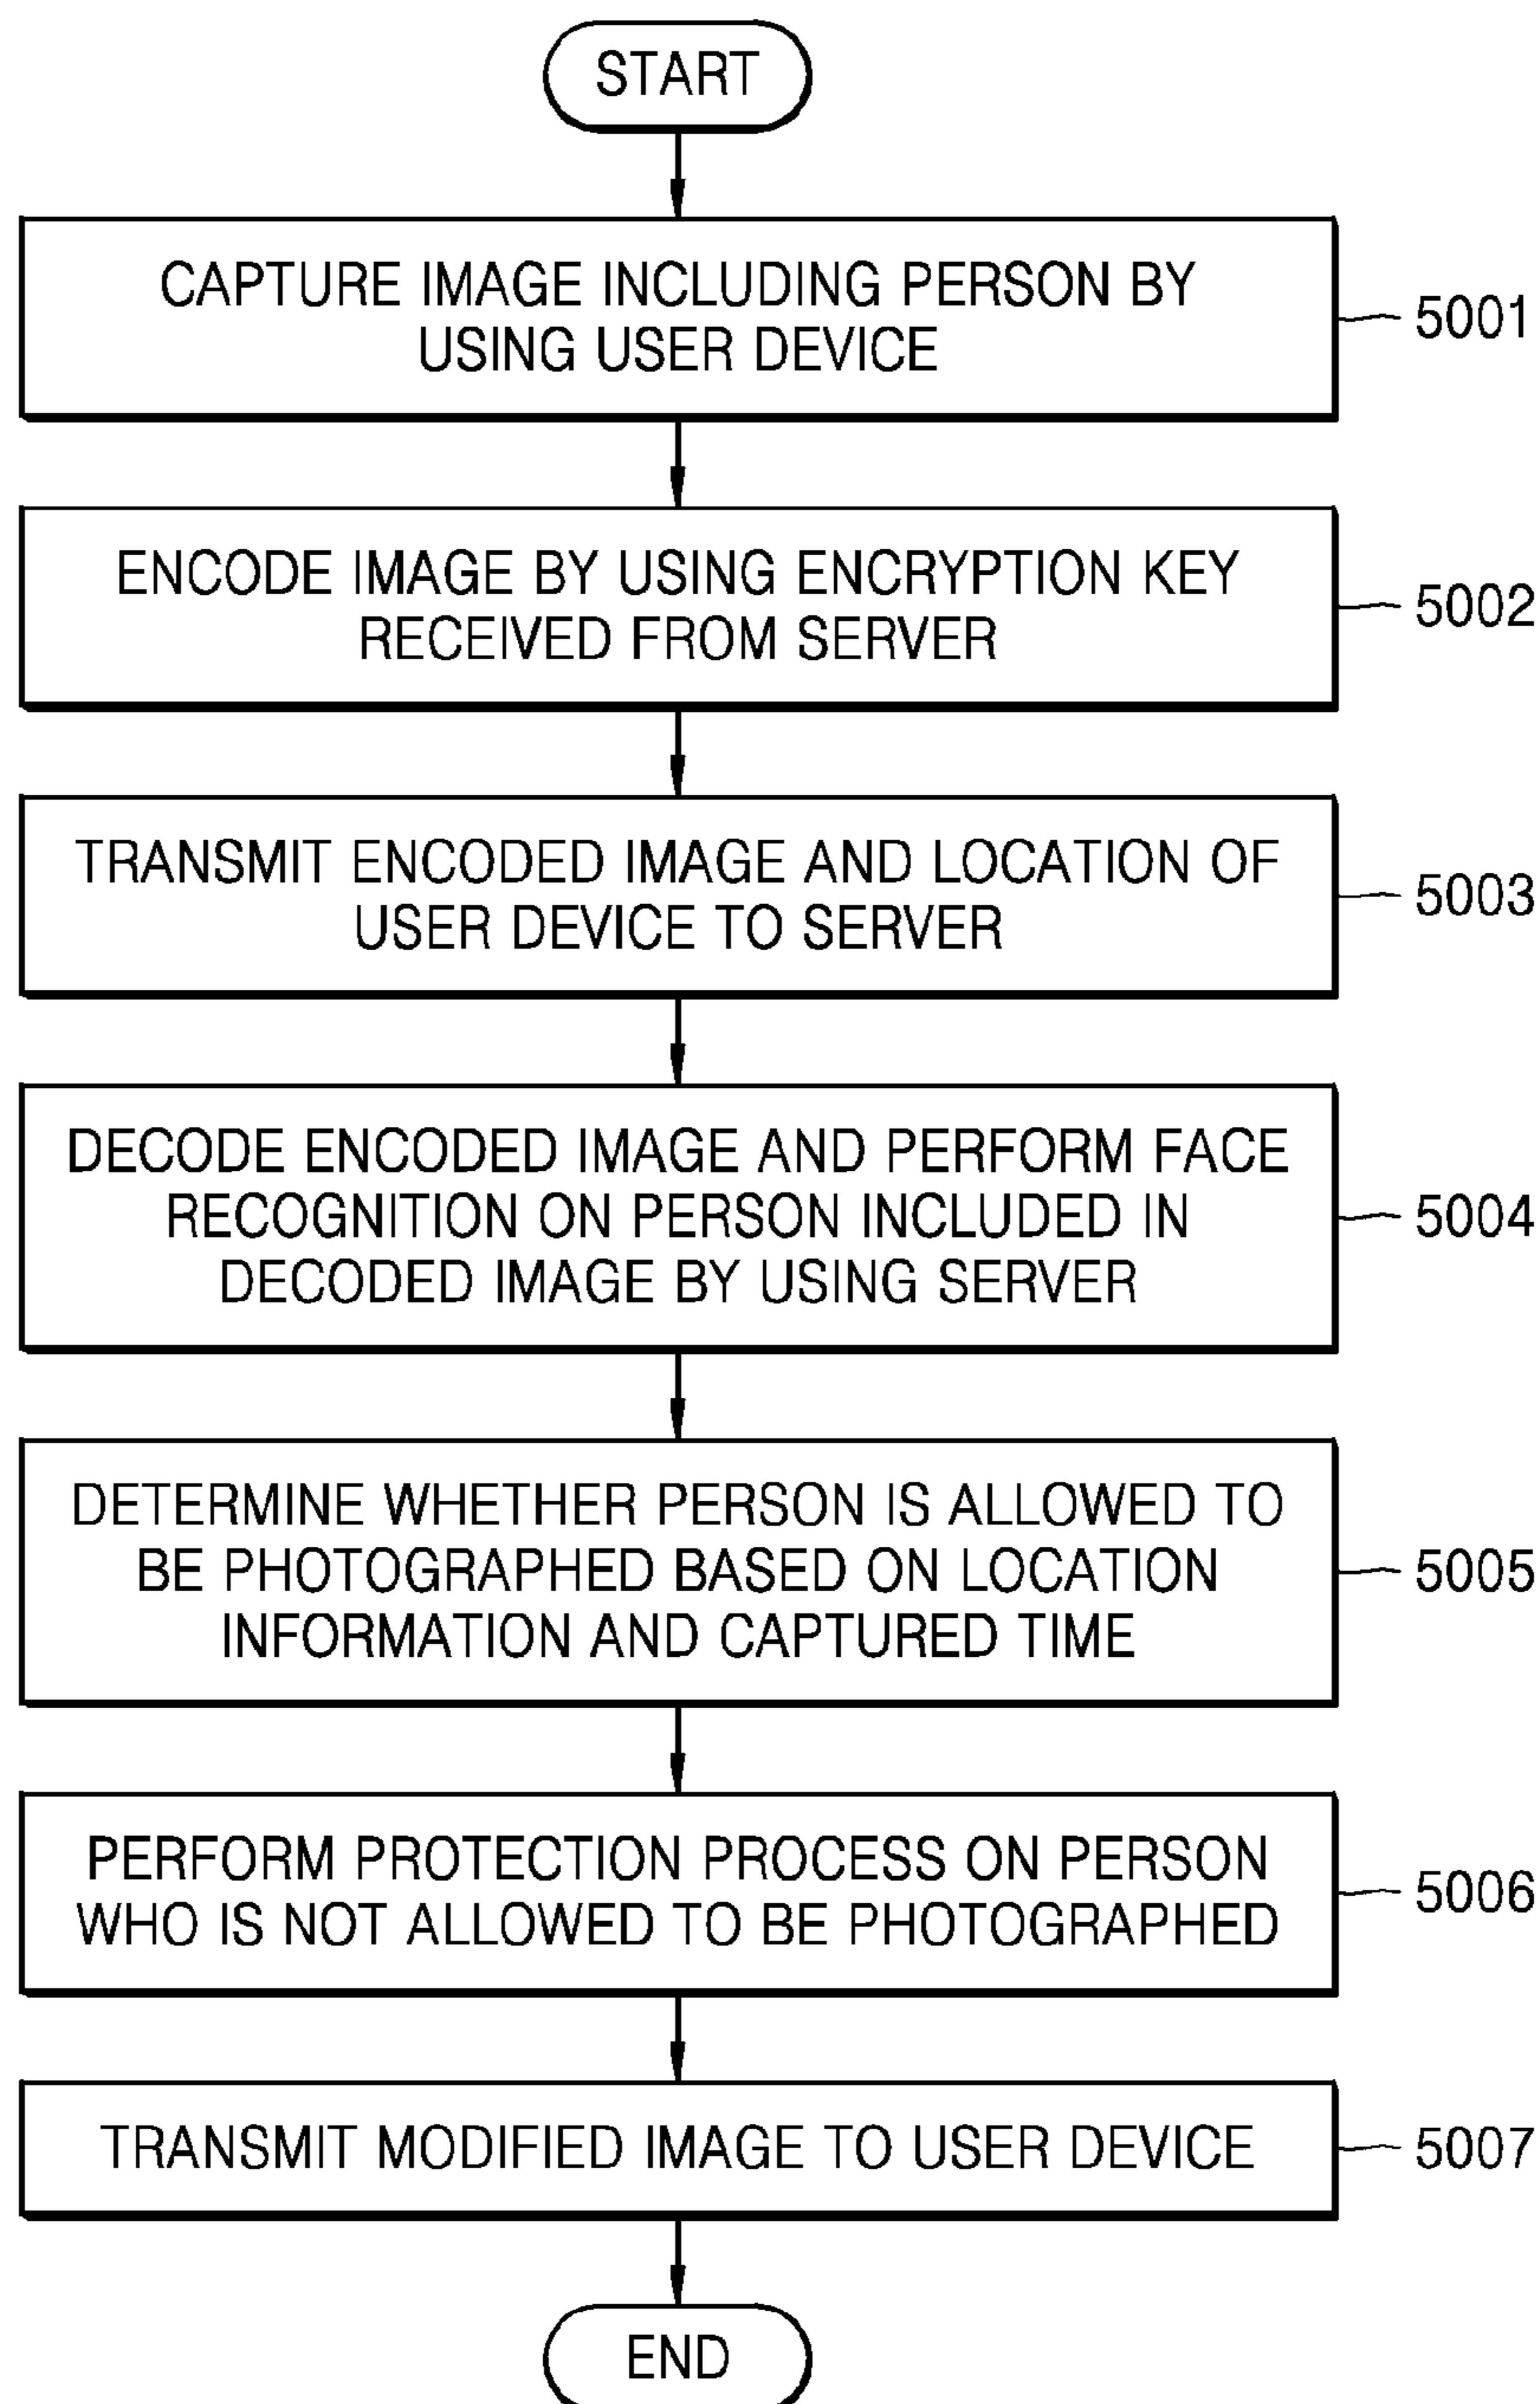 START
CAPTURE IMAGE INCLUDING PERSON BY
USING USER DEVICE
5001
ENCODE IMAGE BY USING ENCRYPTION KEY
RECEIVED FROM SERVER
5002
TRANSMIT ENCODED IMAGE AND LOCATION OF
USER DEVICE TO SERVER
5003
DECODE ENCODED IMAGE AND PERFORM FACE
RECOGNITION ON PERSON INCLUDED IN
DECODED IMAGE BY USING SERVER
5004
DETERMINE WHETHER PERSON IS ALLOWED TO
BE PHOTOGRAPHED BASED ON LOCATION
INFORMATION AND CAPTURED TIME
5005
PERFORM PROTECTION PROCESS ON PERSON
WHO IS NOT ALLOWED TO BE PHOTOGRAPHED
5006
TRANSMIT MODIFIED IMAGE TO USER DEVICE
5007
END